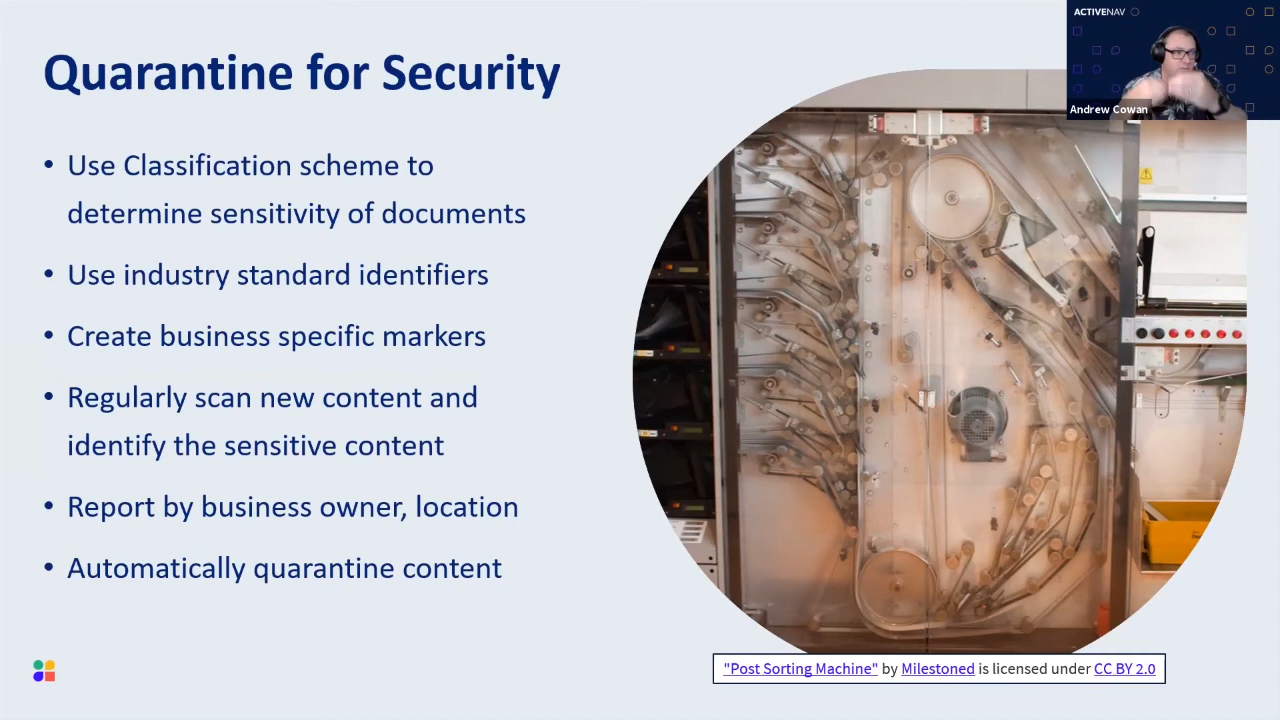 Quarantine for Security
• Use Classification scheme to
determine sensitivity of documents
• Use industry standard identifiers
• Create business specific markers
• Regularly scan new content and
identify the sensitive content
• Report by business owner, location
• Automatically quarantine content
ACTIVENAV
Andrew Cowan
"Post Sorting Machine" by Milestoned is licensed under CC BY 2.0